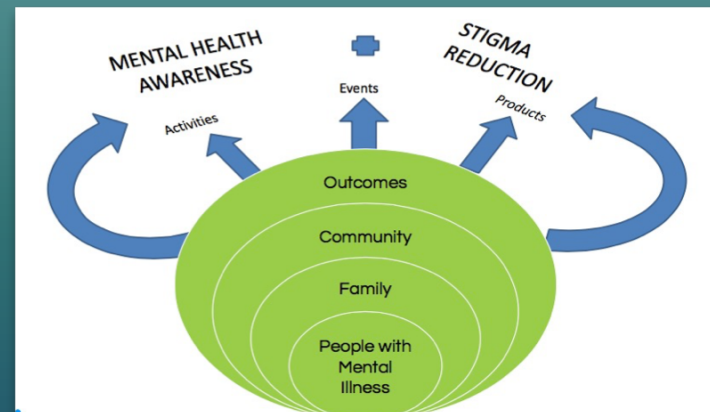 MENTAL HEALTH
AWARENESS
STIGMA
REDUCTION
Activities
Events
Products
Outcomes
Community
Family
People with
Mental
Illness